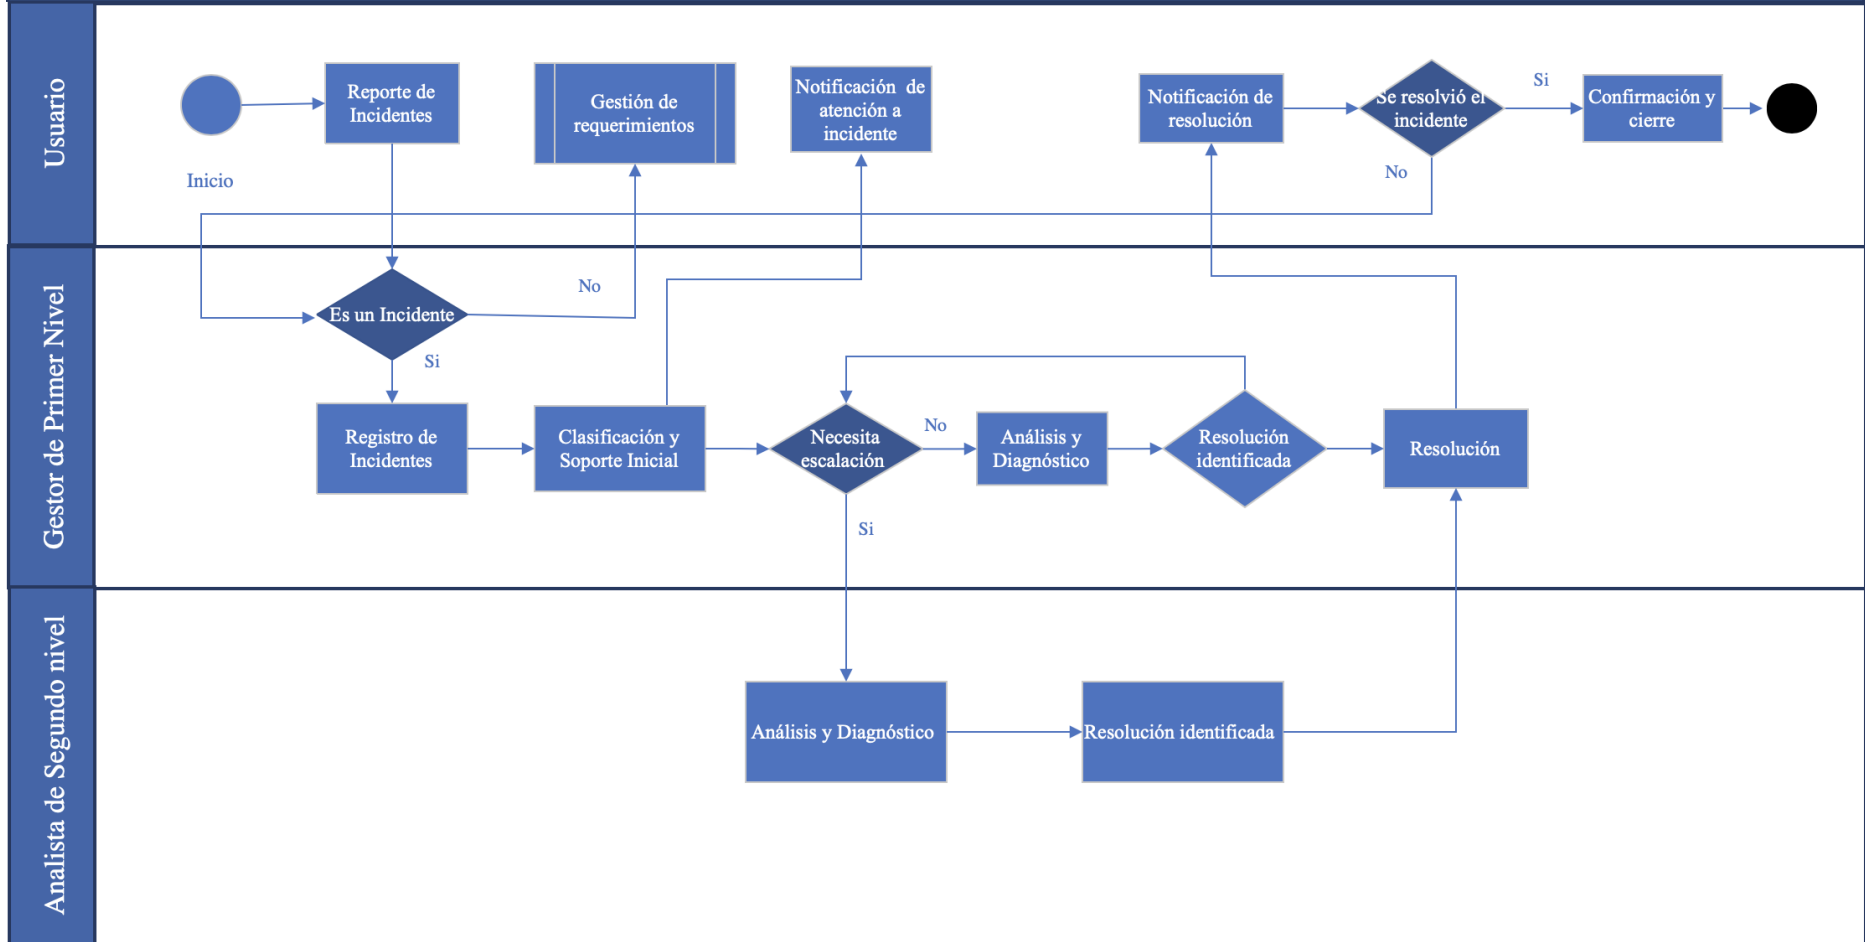 Usuario
Inicio
Reporte de
Incidentes
Gestión de
requerimientos
Notificación de
atención a
incidente
Notificación de
resolución
Se resolvió el
incidente
Si
No
Confirmación y
cierre
Gestor de Primer Nivel
Es un Incidente
No
Si
Registro de
Incidentes
Clasificación y
Soporte Inicial
Necesita
escalación
No
Si
Análisis y
Diagnóstico
Resolución
identificada
Resolución
Analista de Segundo nivel
Análisis y Diagnóstico
Resolución identificada